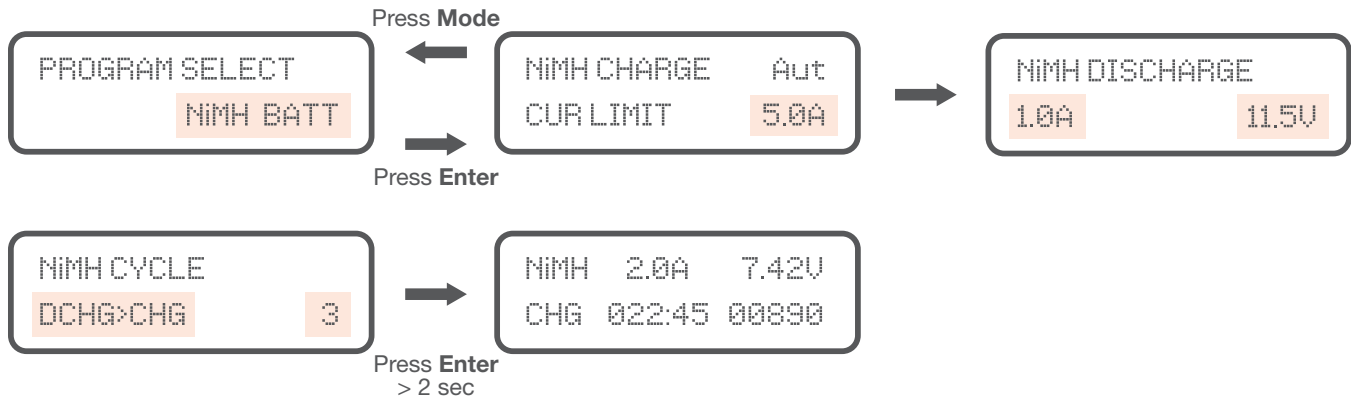 Press Mode
PROGRAM SELECT
NiMH BATT
Press Enter
NiMH CHARGE Aut
CUR LIMIT 5.0A
NiMH DISCHARGE
1.0A 11.5V
NiMH CYCLE
DCHG>CHG 3
Press Enter
> 2 sec
NiMH 2.0A 7.42V
CHG 022:45 00890